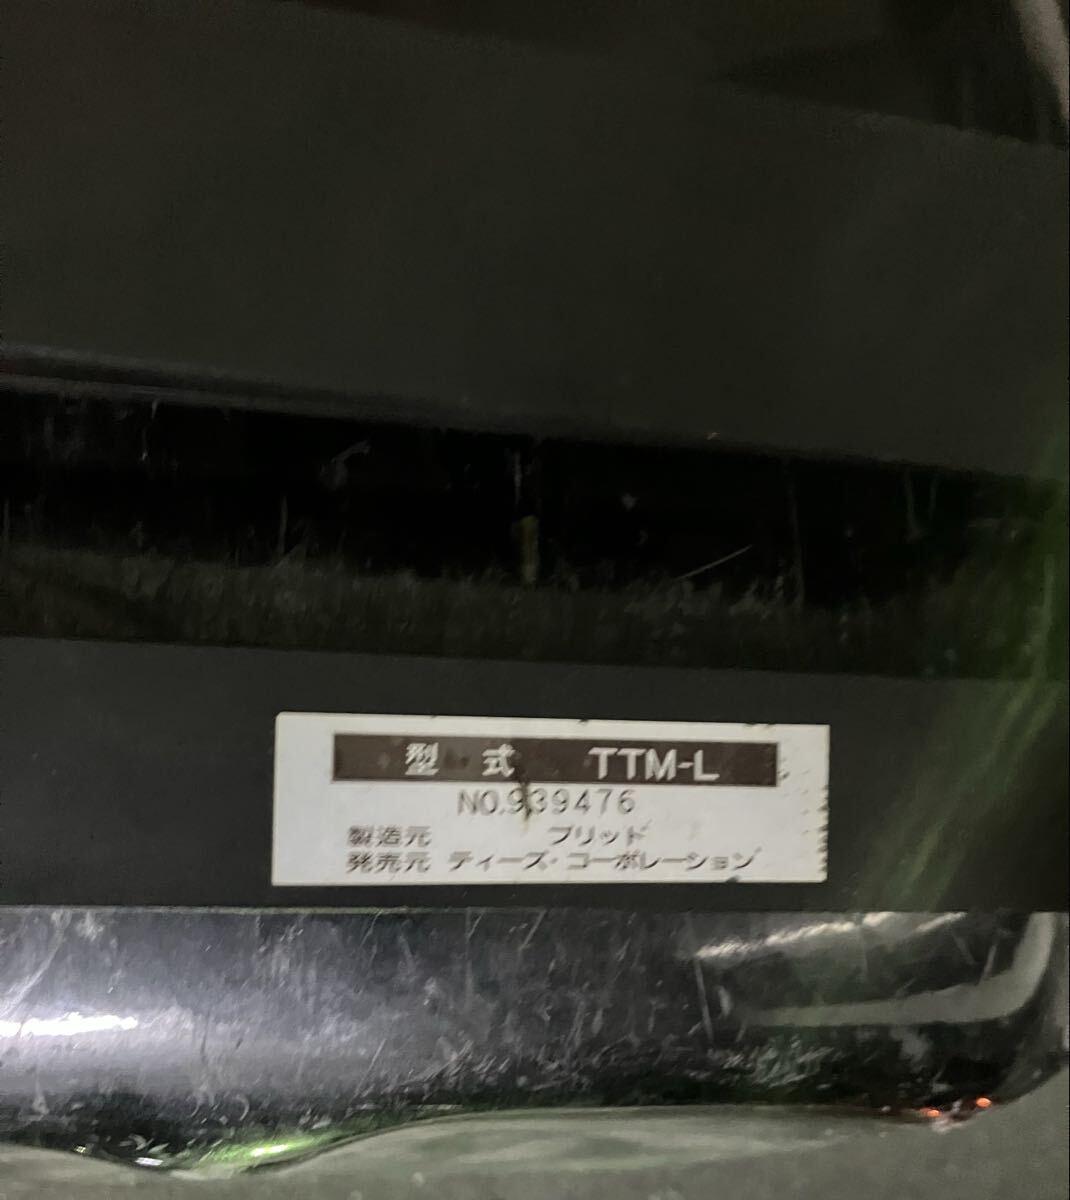 型 式 TTM-L
NO.939476
製造元 ブリッド
発売元 ティーズ・コーポレーション